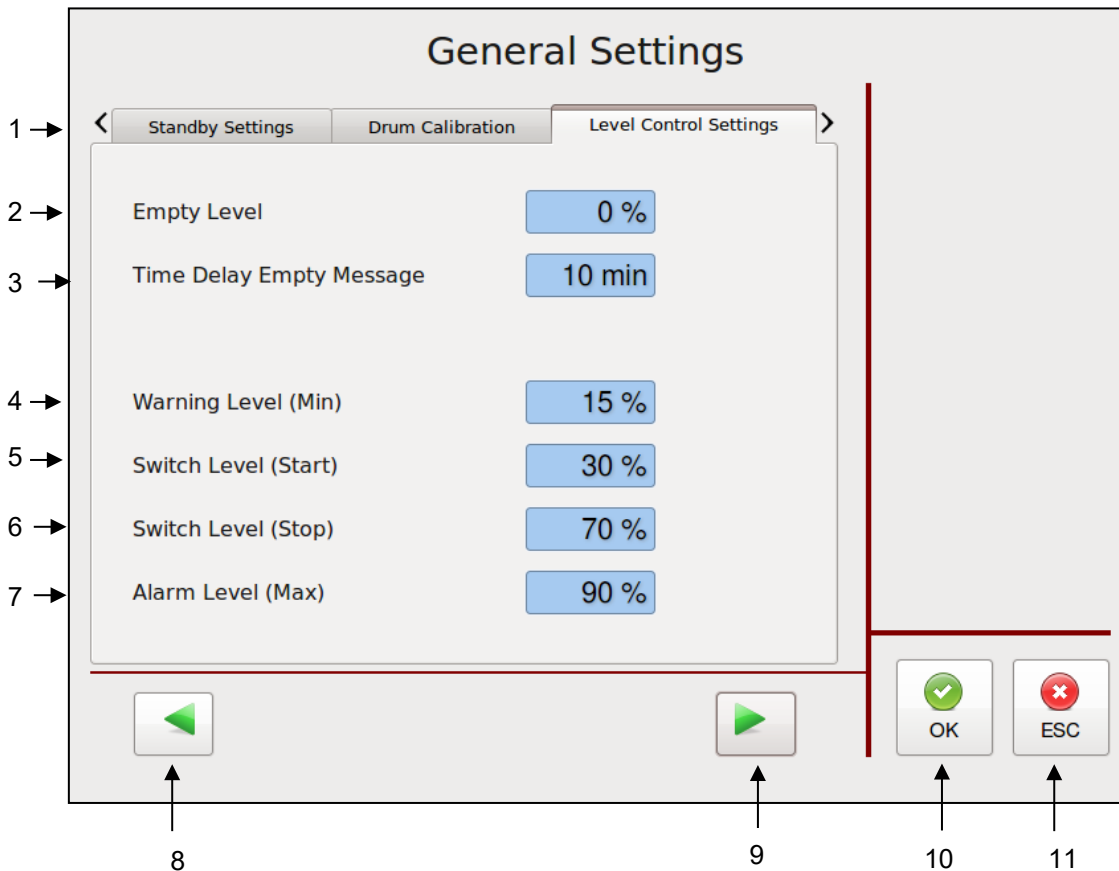 General Settings
1 Standby Settings Drum Calibration Level Control Settings
2 Empty Level 0 %
3 Time Delay Empty Message 10 min
4 Warning Level (Min) 15 %
5 Switch Level (Start) 30 %
6 Switch Level (Stop) 70 %
7 Alarm Level (Max) 90 %
OK ESC
8 9 10 11